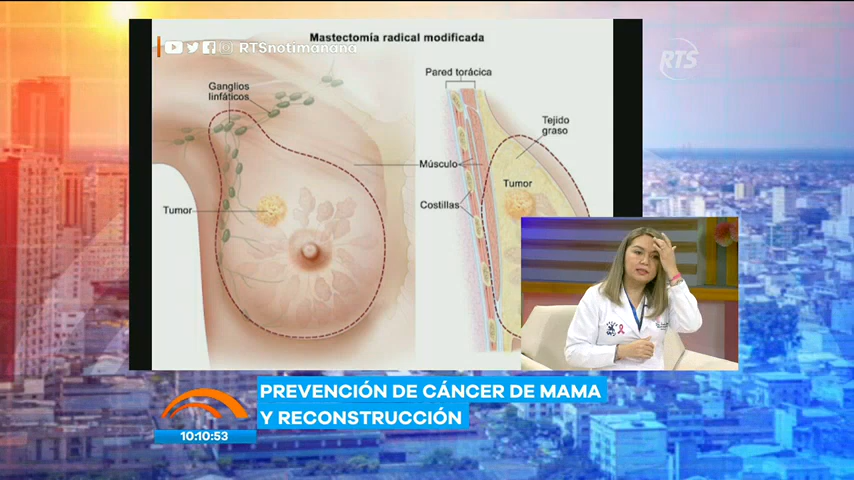 Mastectomía radical modificada
RTSnotimanana
RTS
Ganglios
linfáticos
Pared torácica
Tejido
graso
Músculo
Tumor
Tumor
Costillas
PREVENCIÓN DE CÁNCER DE MAMA
Y RECONSTRUCCIÓN
10:10:53